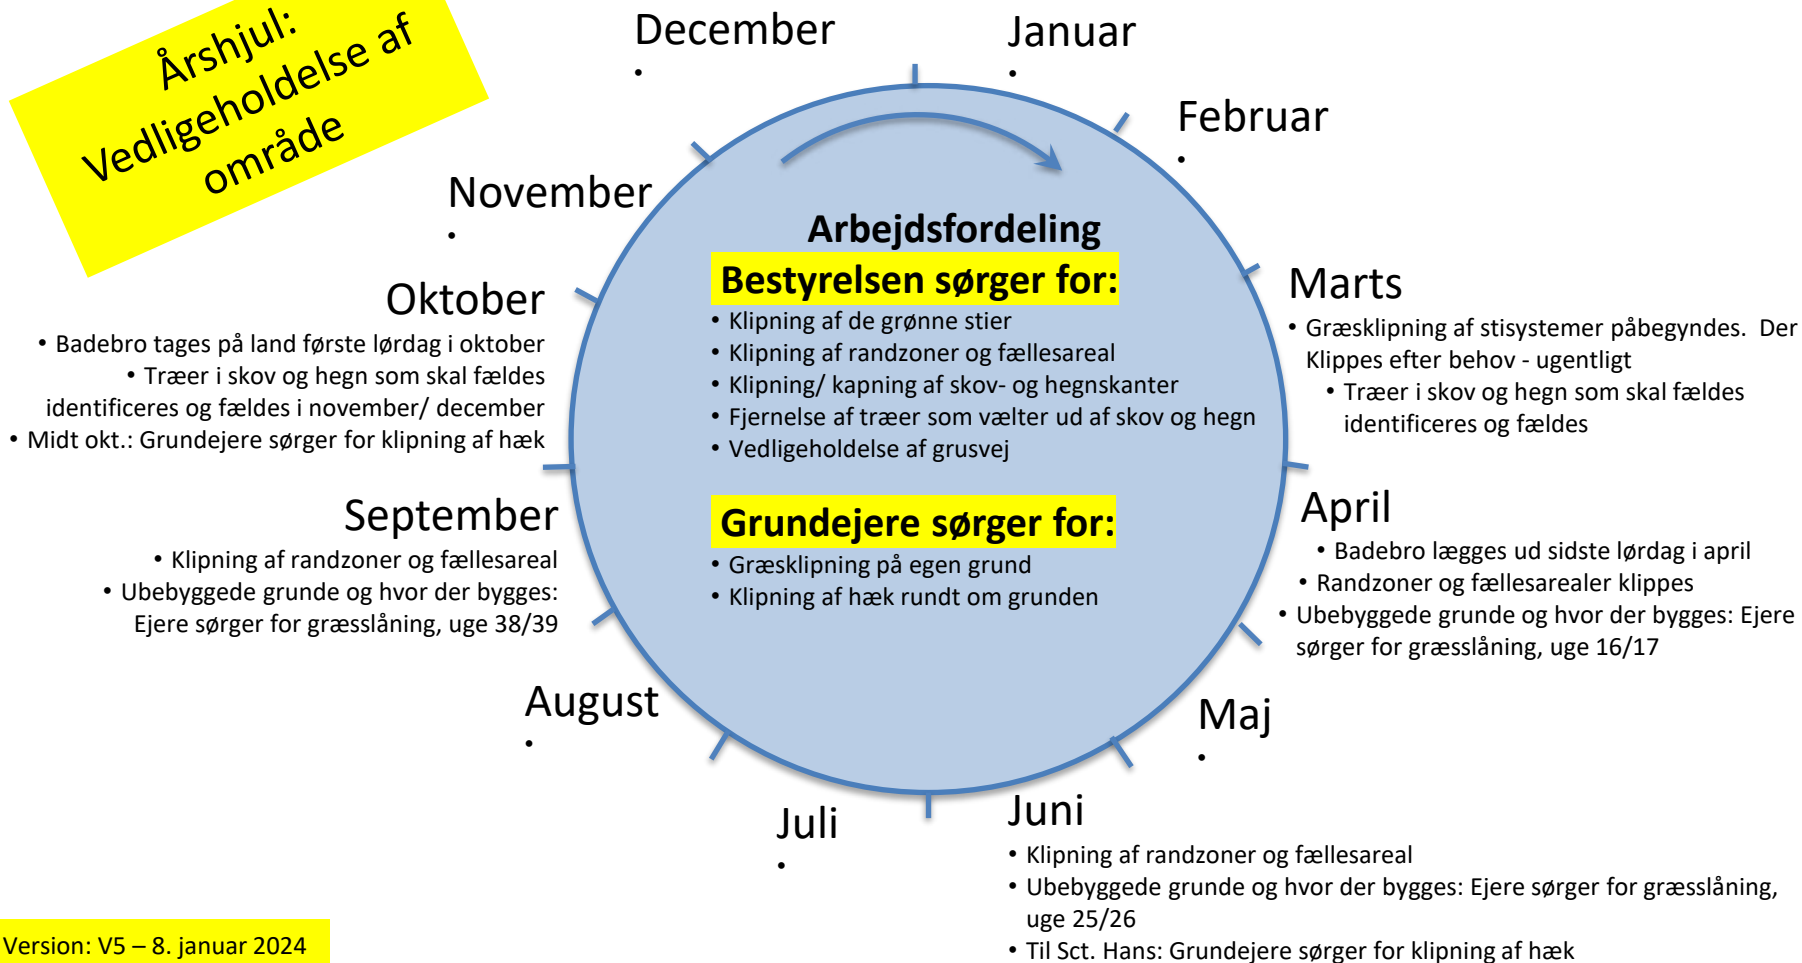 Årshjul:
Vedligeholdelse af
område
December
•
Januar
•
Februar
•
Marts
• Græsklipning af stisystemer påbegyndes. Der
Klippes efter behov - ugentligt
• Træer i skov og hegn som skal fældes
identificeres og fældes
April
• Badebro lægges ud sidste lørdag i april
• Randzoner og fællesarealer klippes
• Ubebyggede grunde og hvor der bygges: Ejere
sørger for græsslåning, uge 16/17
Maj
•
Juni
• Klipning af randzoner og fællesareal
• Ubebyggede grunde og hvor der bygges: Ejere sørger for græsslåning,
uge 25/26
• Til Sct. Hans: Grundejere sørger for klipning af hæk
Juli
•
August
•
September
• Klipning af randzoner og fællesareal
• Ubebyggede grunde og hvor der bygges:
Ejere sørger for græsslåning, uge 38/39
Oktober
• Badebro tages på land første lørdag i oktober
• Træer i skov og hegn som skal fældes
identificeres og fældes i november/ december
• Midt okt.: Grundejere sørger for klipning af hæk
November
•
Arbejdsfordeling
Bestyrelsen sørger for:
• Klipning af de grønne stier
• Klipning af randzoner og fællesareal
• Klipning/ kapning af skov- og hegnskanter
• Fjernelse af træer som vælter ud af skov og hegn
• Vedligeholdelse af grusvej
Grundejere sørger for:
• Græsklipning på egen grund
• Klipning af hæk rundt om grunden
Version: V5 – 8. januar 2024